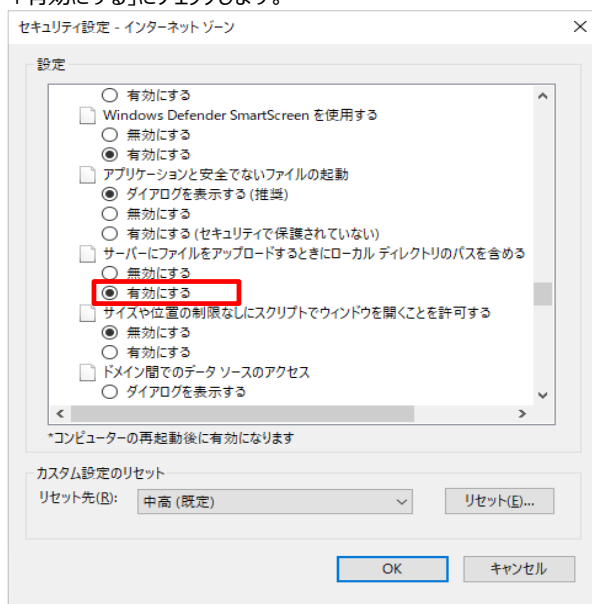 「有効にする」にチェックします。
セキュリティ設定 - インターネット ゾーン
設定
有効にする
Windows Defender SmartScreen を使用する
無効にする
有効にする
アプリケーションと安全でないファイルの起動
ダイアログを表示する (推奨)
無効にする
有効にする (セキュリティで保護されていない)
サーバーにファイルをアップロードするときにローカル ディレクトリのパスを含める
無効にする
有効にする
サイズや位置の制限なしにスクリプトでウィンドウを開くことを許可する
無効にする
有効にする
ドメイン間でのデータ ソースのアクセス
ダイアログを表示する
*コンピューターの再起動後に有効になります
カスタム設定のリセット
リセット先(R): 中高 (既定) リセット(E)...
OK キャンセル